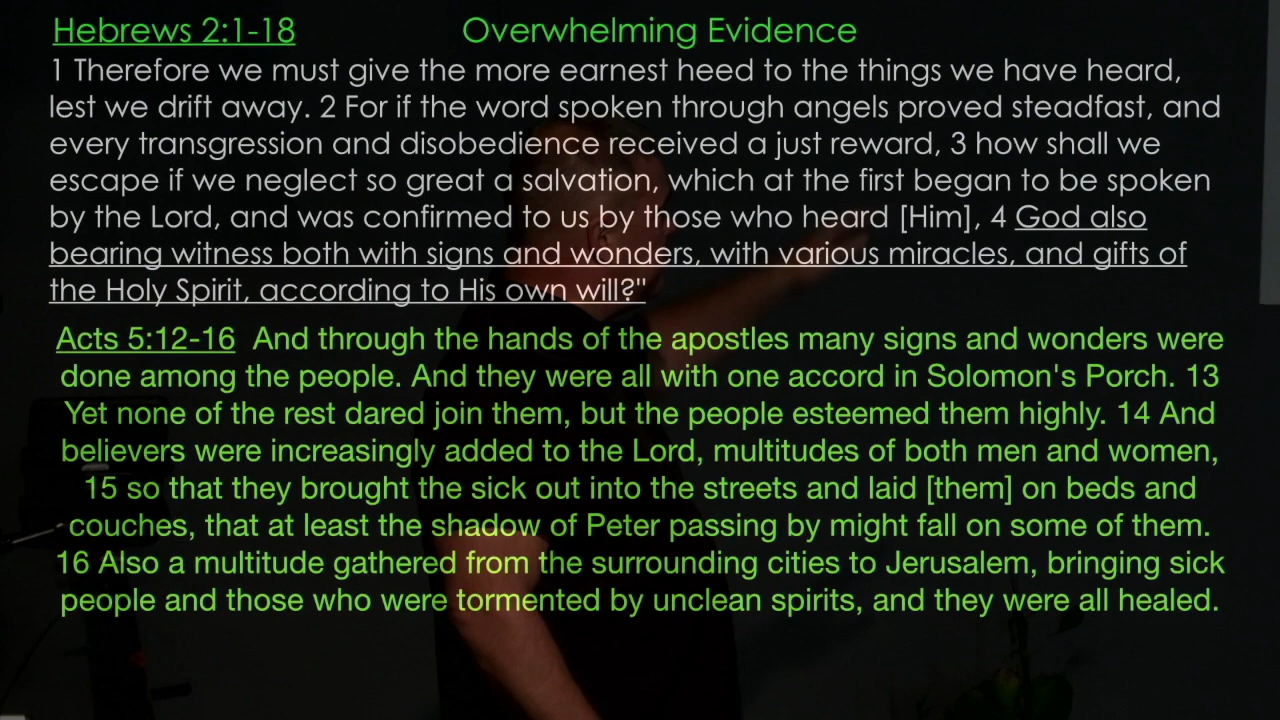 Hebrews 2:1-18 Overwhelming Evidence
1 Therefore we must give the more earnest heed to the things we have heard,
lest we drift away. 2 For if the word spoken through angels proved steadfast, and
every transgression and disobedience received a just reward, 3 how shall we
escape if we neglect so great a salvation, which at the first began to be spoken
by the Lord, and was confirmed to us by those who heard [Him], 4 God also
bearing witness both with signs and wonders, with various miracles, and gifts of
the Holy Spirit, according to His own will?"
Acts 5:12-16 And through the hands of the apostles many signs and wonders were
done among the people. And they were all with one accord in Solomon's Porch. 13
Yet none of the rest dared join them, but the people esteemed them highly. 14 And
believers were increasingly added to the Lord, multitudes of both men and women,
15 so that they brought the sick out into the streets and laid [them] on beds and
couches, that at least the shadow of Peter passing by might fall on some of them.
16 Also a multitude gathered from the surrounding cities to Jerusalem, bringing sick
people and those who were tormented by unclean spirits, and they were all healed.